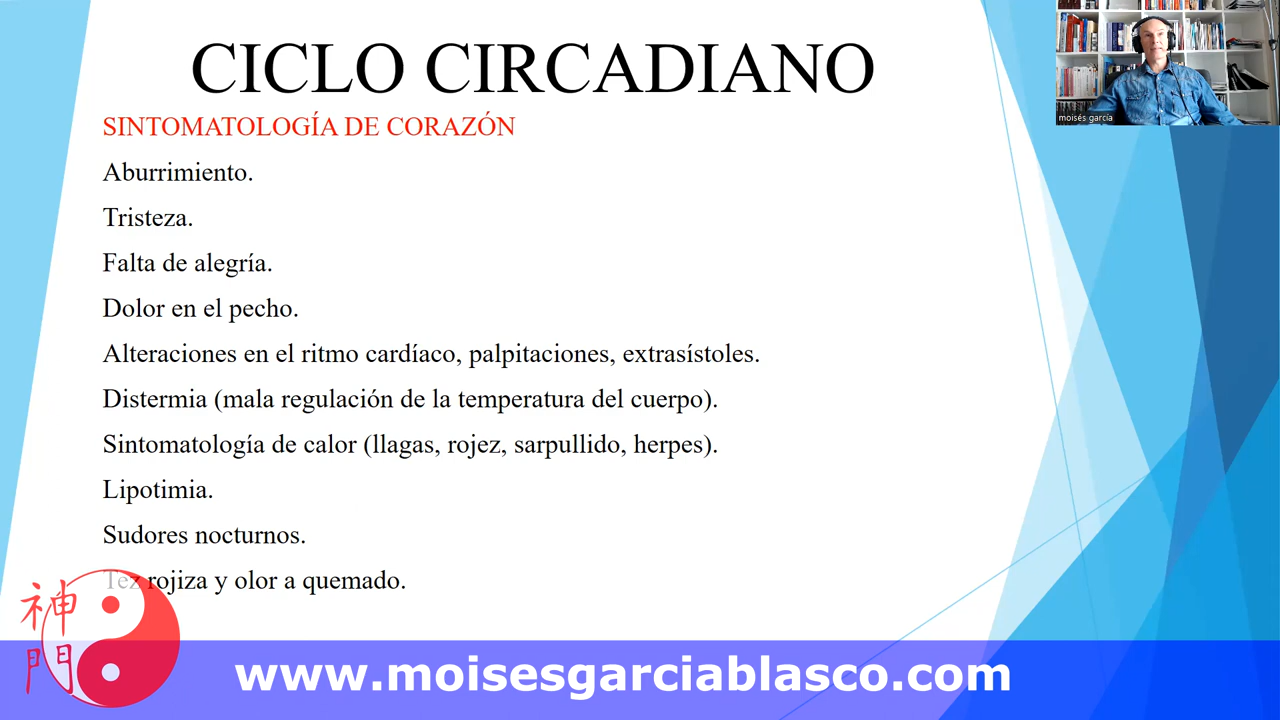 CICLO CIRCADIANO
moisés garcía
SINTOMATOLOGÍA DE CORAZÓN
Aburrimiento.
Tristeza.
Falta de alegría.
Dolor en el pecho.
Alteraciones en el ritmo cardíaco, palpitaciones, extrasístoles.
Distermia (mala regulación de la temperatura del cuerpo).
Sintomatología de calor (llagas, rojez, sarpullido, herpes).
Lipotimia.
Sudores nocturnos.
Tez rojiza y olor a quemado.
神門
www.moisesgarciablasco.com